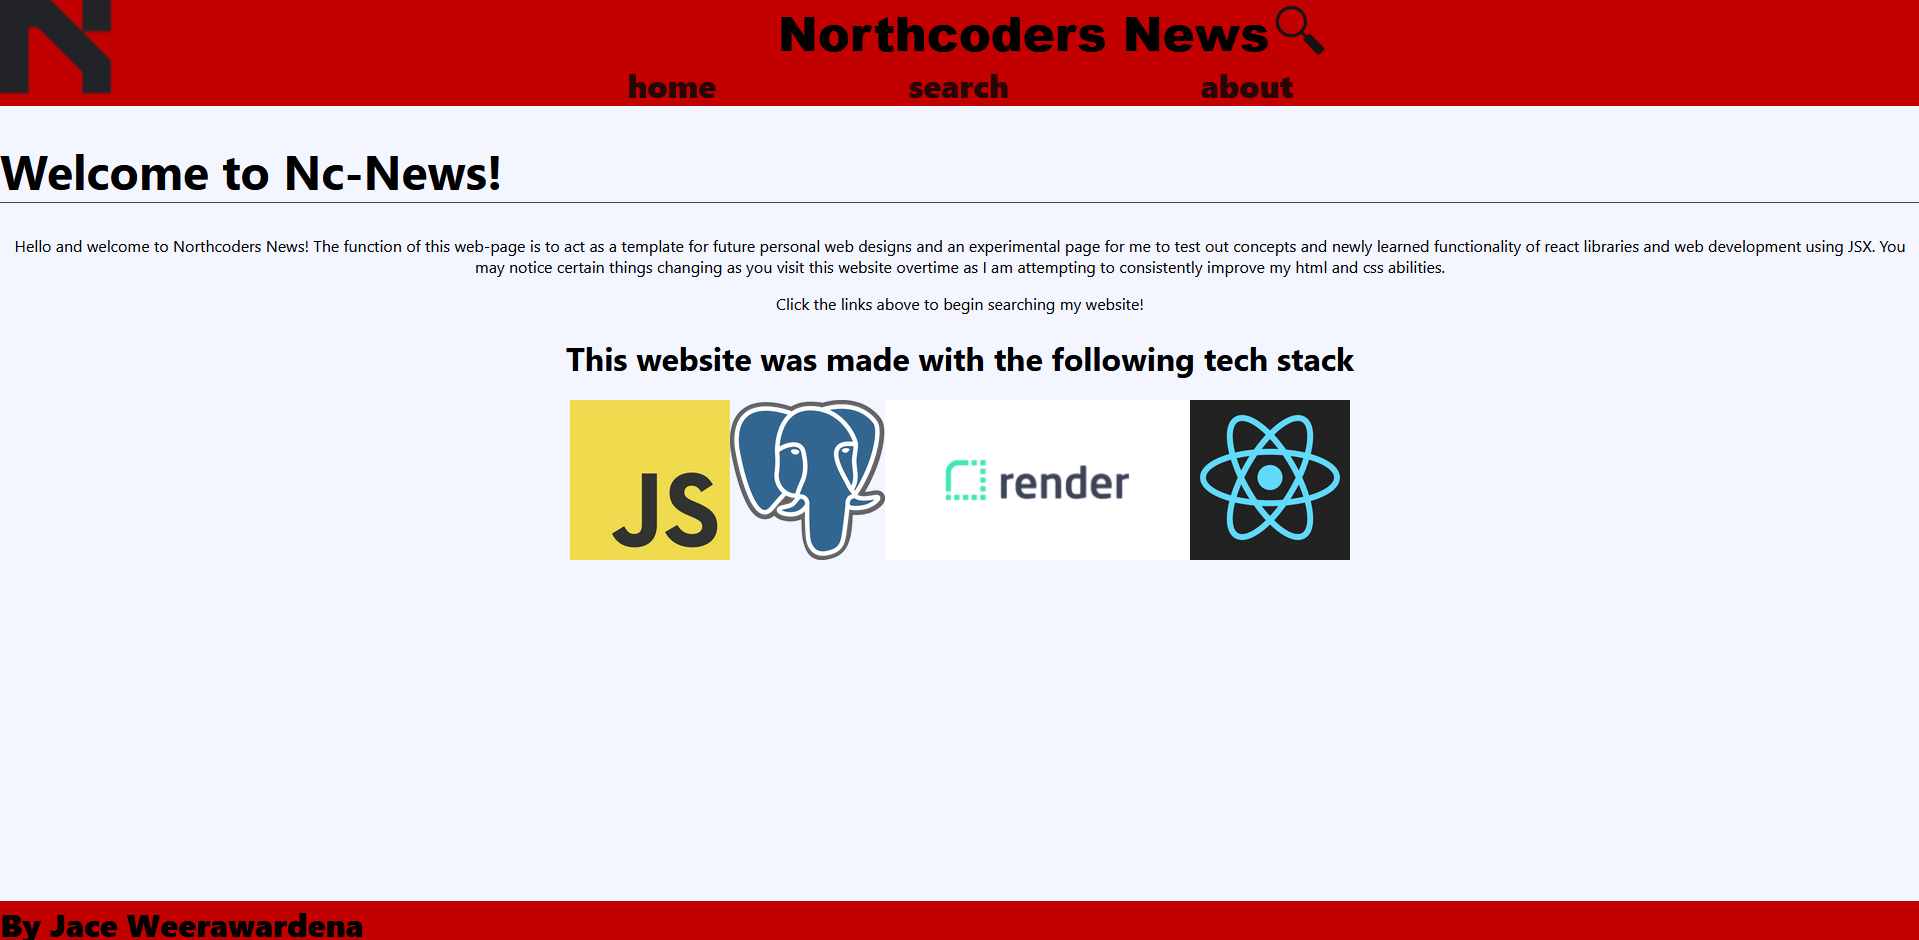 Northcoders News
home search about
Welcome to Nc-News!
Hello and welcome to Northcoders News! The function of this web-page is to act as a template for future personal web designs and an experimental page for me to test out concepts and newly learned functionality of react libraries and web development using JSX. You
may notice certain things changing as you visit this website overtime as I am attempting to consistently improve my html and css abilities.
Click the links above to begin searching my website!
This website was made with the following tech stack
JS
render
By Jace Weerawardena